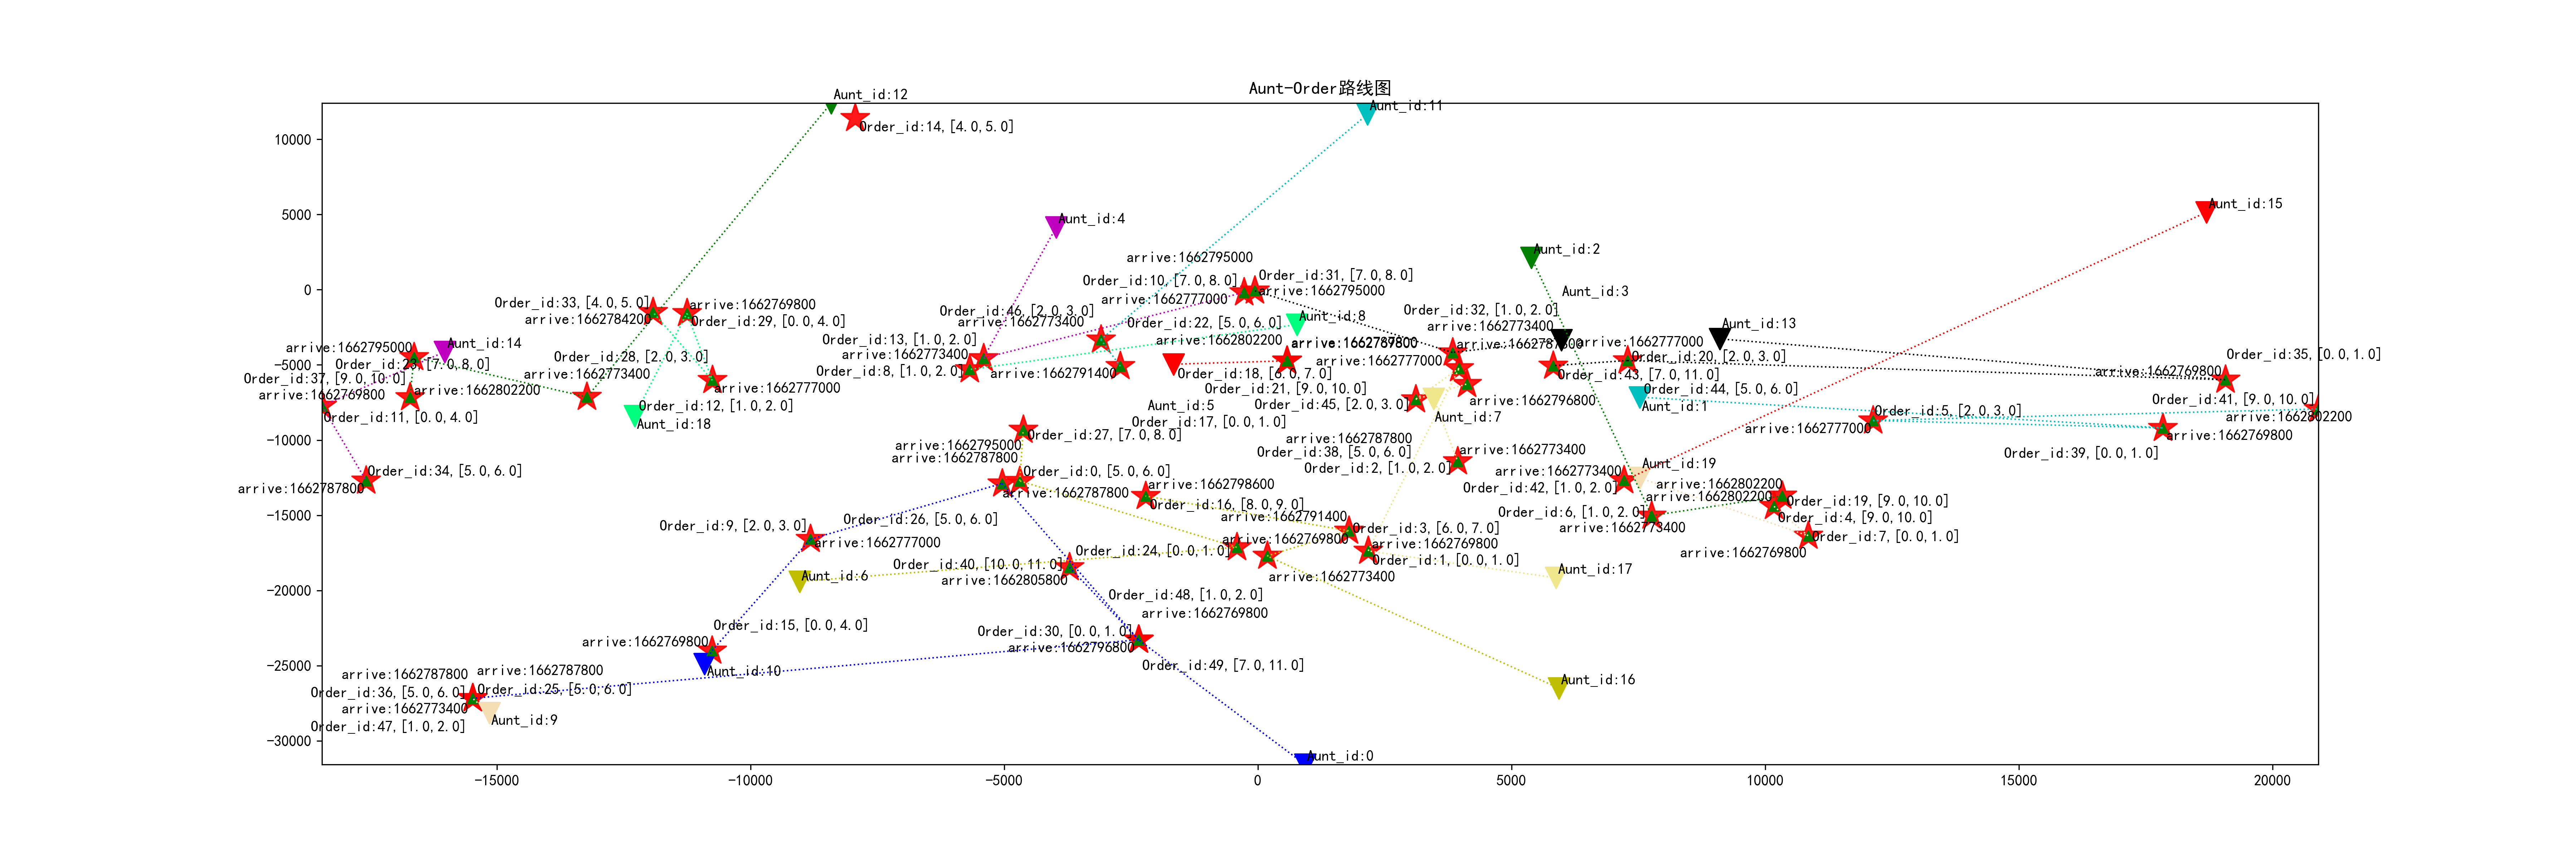 Aunt-Order路线图
Aunt_id:12
Aunt_id:11
Order_id:14,[4.0,5.0]
Aunt_id:4
Aunt_id:15
Aunt_id:2
arrive:1662795000
Order_id:10,[7.0,8.0]
Order_id:31,[7.0,8.0]
arrive:1662777000
arrive:1662795000
Aunt_id:3
Order_id:33,[4.0,5.0]
arrive:1662784200
arrive:1662769800
Order_id:29,[0.0,4.0]
Order_id:46,[2.0,3.0]
arrive:1662773400
Order_id:22,[5.0,6.0]
Aunt_id:8
Order_id:32,[1.0,2.0]
arrive:1662773400
Aunt_id:13
Order_id:13,[1.0,2.0]
arrive:1662773400
arrive:1662802200
arrive:1662787800
arrive:1662777000
arrive:1662777000
Aunt_id:14
arrive:1662795000
Order_id:23,[7.0,8.0]
Order_id:28,[2.0,3.0]
arrive:1662773400
Order_id:8,[1.0,2.0]
arrive:1662791400
Order_id:18,[6.0,7.0]
Order_id:20,[2.0,3.0]
Order_id:43,[7.0,11.0]
Order_id:35,[0.0,1.0]
arrive:1662769800
Order_id:37,[9.0,10.0]
arrive:1662769800
arrive:1662802200
Order_id:11,[0.0,4.0]
arrive:1662777000
Order_id:12,[1.0,2.0]
Aunt_id:18
Order_id:21,[9.0,10.0]
Order_id:45,[2.0,3.0]
arrive:1662796800
Aunt_id:7
Order_id:44,[5.0,6.0]
Aunt_id:1
Order_id:41,[9.0,10.0]
arrive:1662802200
Order_id:5,[2.0,3.0]
arrive:1662777000
arrive:1662769800
Order_id:39,[0.0,1.0]
Aunt_id:5
Order_id:17,[0.0,1.0]
Order_id:27,[7.0,8.0]
arrive:1662795000
arrive:1662787800
arrive:1662787800
Order_id:38,[5.0,6.0]
Order_id:2,[1.0,2.0]
arrive:1662773400
Order_id:34,[5.0,6.0]
arrive:1662787800
Order_id:0,[5.0,6.0]
arrive:1662787800
arrive:1662798600
Order_id:16,[8.0,9.0]
arrive:1662773400
Order_id:42,[1.0,2.0]
Aunt_id:19
arrive:1662802200
arrive:1662802200
Order_id:19,[9.0,10.0]
Order_id:4,[9.0,10.0]
Order_id:6,[1.0,2.0]
arrive:1662773400
Order_id:7,[0.0,1.0]
arrive:1662769800
Order_id:9,[2.0,3.0]
arrive:1662777000
Order_id:26,[5.0,6.0]
arrive:1662791400
Order_id:3,[6.0,7.0]
arrive:1662769800
arrive:1662769800
Order_id:24,[0.0,1.0]
Order_id:1,[0.0,1.0]
Order_id:40,[10.0,11.0]
arrive:1662805800
arrive:1662773400
Aunt_id:6
Aunt_id:17
Order_id:48,[1.0,2.0]
arrive:1662769800
Order_id:15,[0.0,4.0]
arrive:1662769800
Order_id:30,[0.0,1.0]
arrive:1662796800
Order_id:49,[7.0,11.0]
Aunt_id:10
arrive:1662787800
arrive:1662787800
Order_id:36,[5.0,6.0]
Order_id:25,[5.0,6.0]
arrive:1662773400
Order_id:47,[1.0,2.0]
Aunt_id:9
Aunt_id:16
Aunt_id:0
10000
5000
0
−5000
−10000
−15000
−20000
−25000
−30000
−15000
−10000
−5000
0
5000
10000
15000
20000